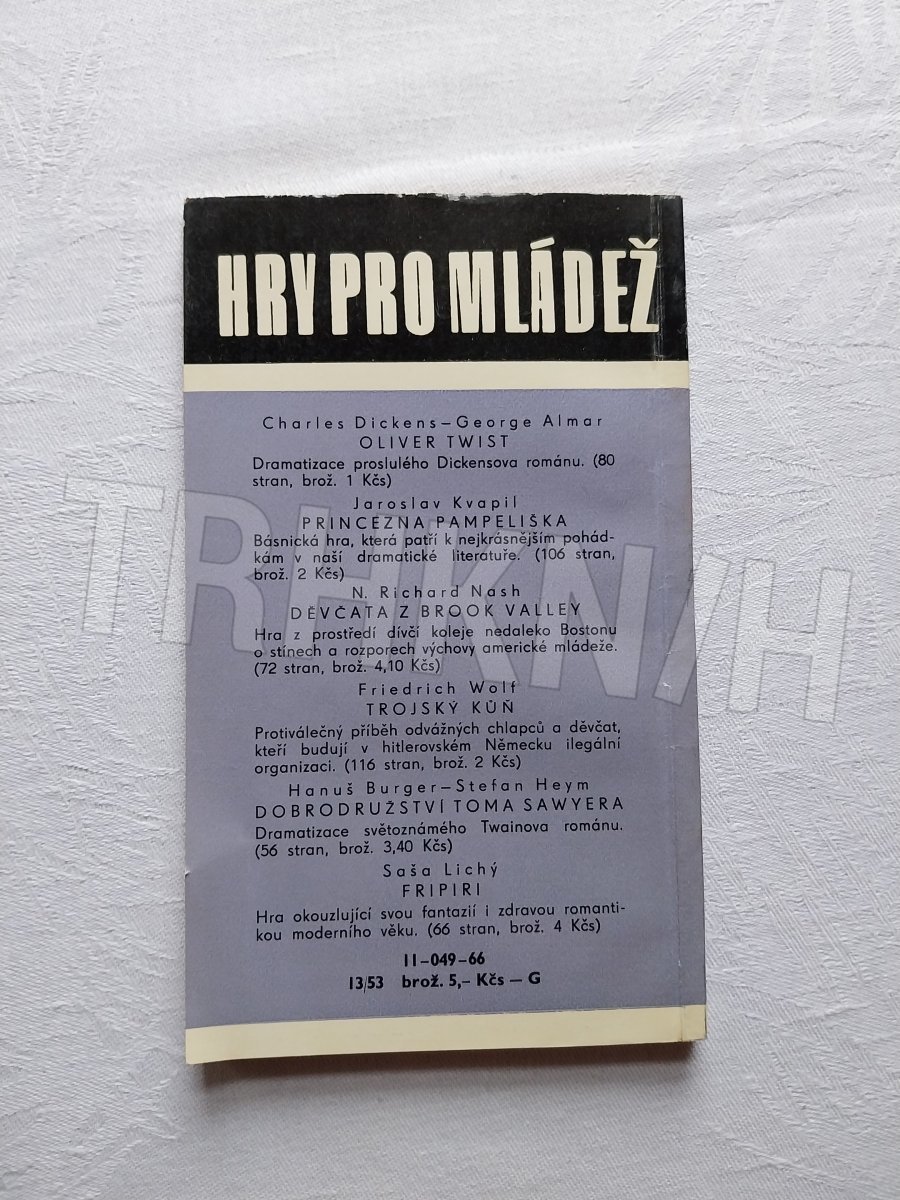 HRY PRO MLÁDEŽ
Charles Dickens–George Almar
OLIVER TWIST
Dramatizace proslulého Dickensova románu. (80
stran, brož. 1 Kčs)
Jaroslav Kvapil
PRINCEZNA PAMPELIŠKA
Básnická hra, která patří k nejkrásnějším pohád-
kám v naší dramatické literatuře. (106 stran,
brož. 2 Kčs)
N. Richard Nash
DĚVČATA Z BROOK VALLEY
Hra z prostředí dívčí koleje nedaleko Bostonu
o stínech a rozporech výchovy americké mládeže.
(72 stran, brož. 4,10 Kčs)
Friedrich Wolf
TROJSKÝ KŮŇ
Protiválečný příběh odvážných chlapců a děvčat,
kteří budují v hitlerovském Německu ilegální
organizaci. (116 stran, brož. 2 Kčs)
Hanuš Burger–Stefan Heym
DOBRODRUŽSTVÍ TOMA SAWYERA
Dramatizace světoznámého Twainova románu.
(56 stran, brož. 3,40 Kčs)
Saša Lichý
FRIPIRI
Hra okouzlující svou fantazií i zdravou romanti-
kou moderního věku. (66 stran, brož. 4 Kčs)
11–049–66
13/53 brož. 5,– Kčs – G
TRHKNIH